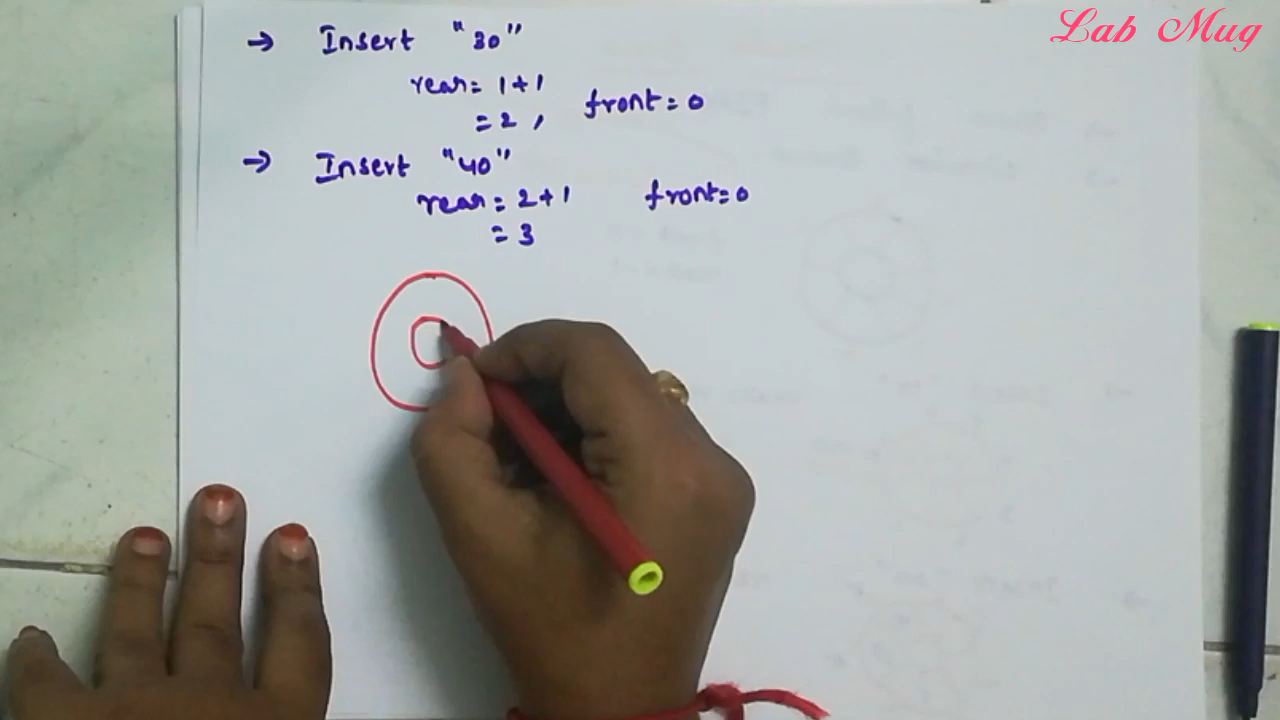 Lab Mug
→ Insert "30"
rear = 1+1
= 2, front = 0
→ Insert "40"
rear = 2+1 front = 0
= 3